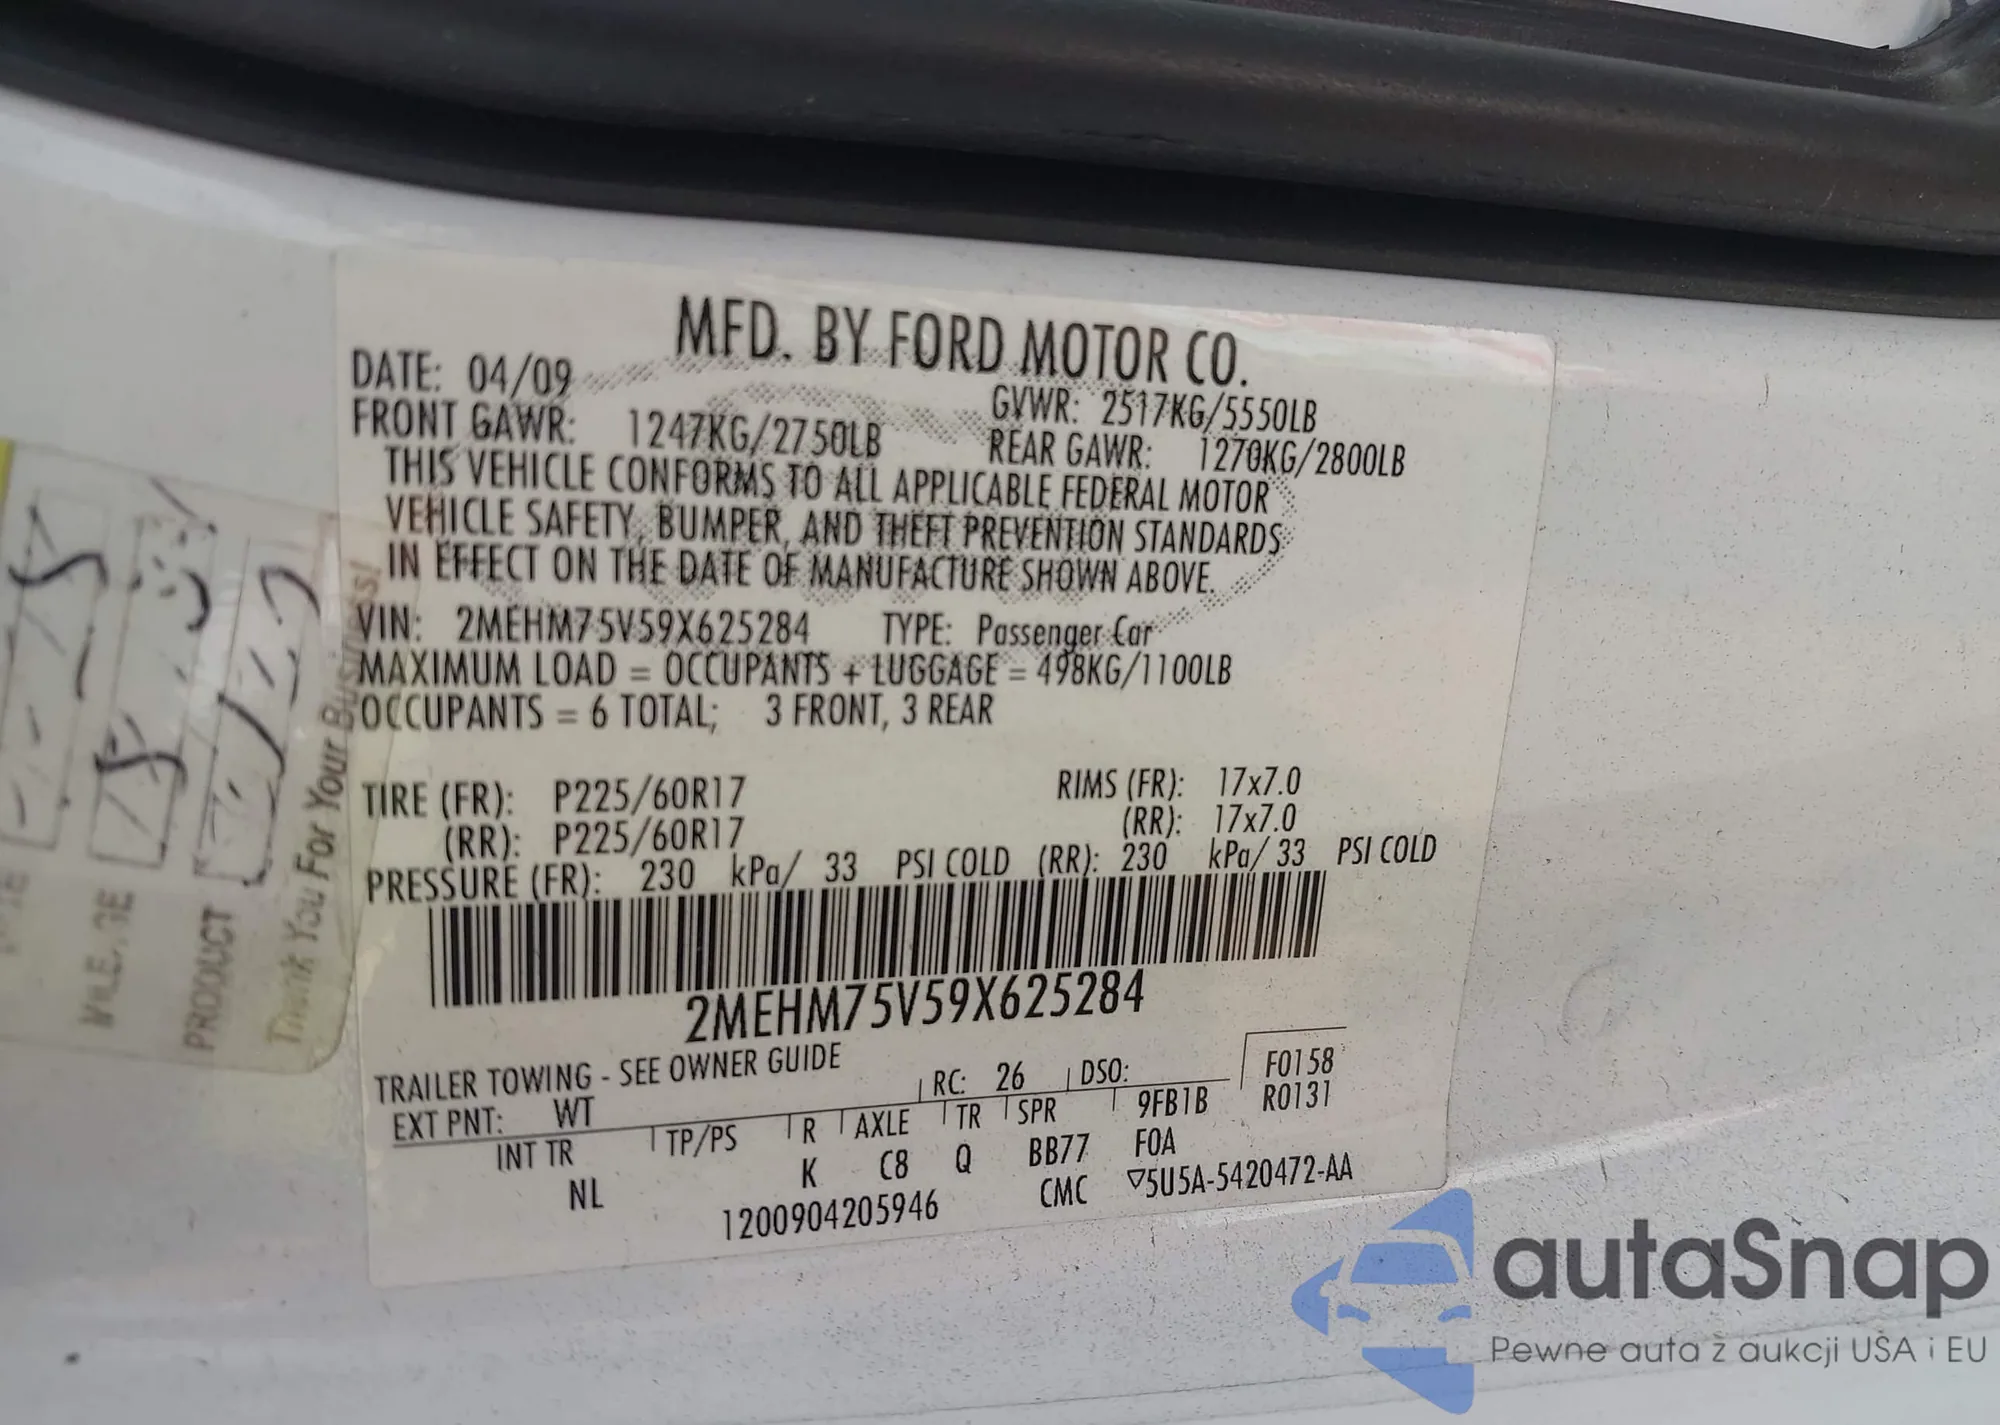 MFD. BY FORD MOTOR CO.
DATE: 04/09
GVWR: 2517KG/5550LB
FRONT GAWR: 1247KG/2750LB
REAR GAWR: 1270KG/2800LB
THIS VEHICLE CONFORMS TO ALL APPLICABLE FEDERAL MOTOR
VEHICLE SAFETY, BUMPER, AND THEFT PREVENTION STANDARDS
IN EFFECT ON THE DATE OF MANUFACTURE SHOWN ABOVE.
VIN: 2MEHM75V59X625284 TYPE: Passenger Car
MAXIMUM LOAD = OCCUPANTS + LUGGAGE = 498KG/1100LB
OCCUPANTS = 6 TOTAL; 3 FRONT, 3 REAR
TIRE (FR): P225/60R17 RIMS (FR): 17x7.0
(RR): P225/60R17 (RR): 17x7.0
PRESSURE (FR): 230 kPa/ 33 PSI COLD (RR): 230 kPa/ 33 PSI COLD
2MEHM75V59X625284
TRAILER TOWING - SEE OWNER GUIDE
EXT PNT: WT RC: 26 DSO: F0158
INT TR TP/PS R AXLE TR SPR 9FB1B R0131
NL K C8 Q BB77 FOA
1200904205946 CMC ▽5U5A-5420472-AA
PRODUCT
Thank You For Your Business!
autaSnap
Pewne auta z aukcji USA i EU